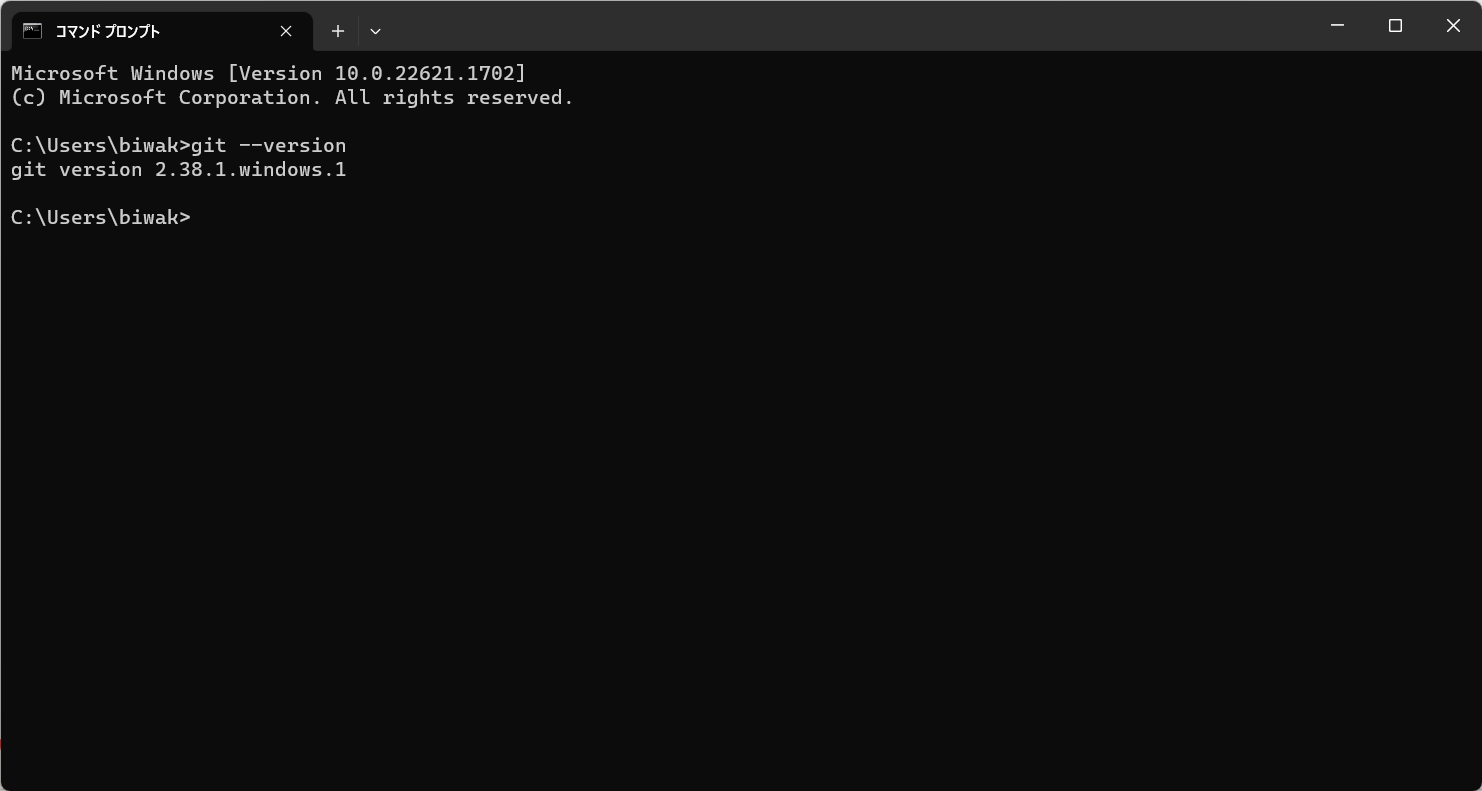 コマンド プロンプト
Microsoft Windows [Version 10.0.22621.1702]
(c) Microsoft Corporation. All rights reserved.
C:\Users\biwak>git --version
git version 2.38.1.windows.1
C:\Users\biwak>